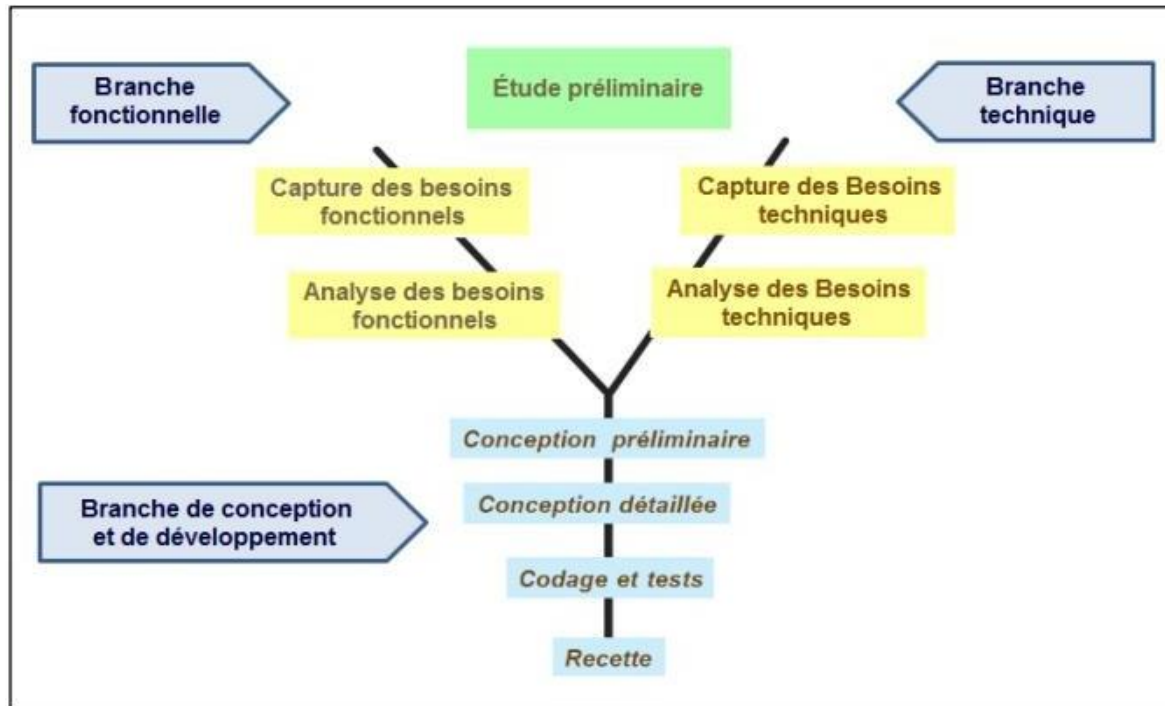 Étude préliminaire
Branche
fonctionnelle
Branche
technique
Capture des besoins
fonctionnels
Capture des Besoins
techniques
Analyse des besoins
fonctionnels
Analyse des Besoins
techniques
Conception préliminaire
Branche de conception
et de développement
Conception détaillée
Codage et tests
Recette